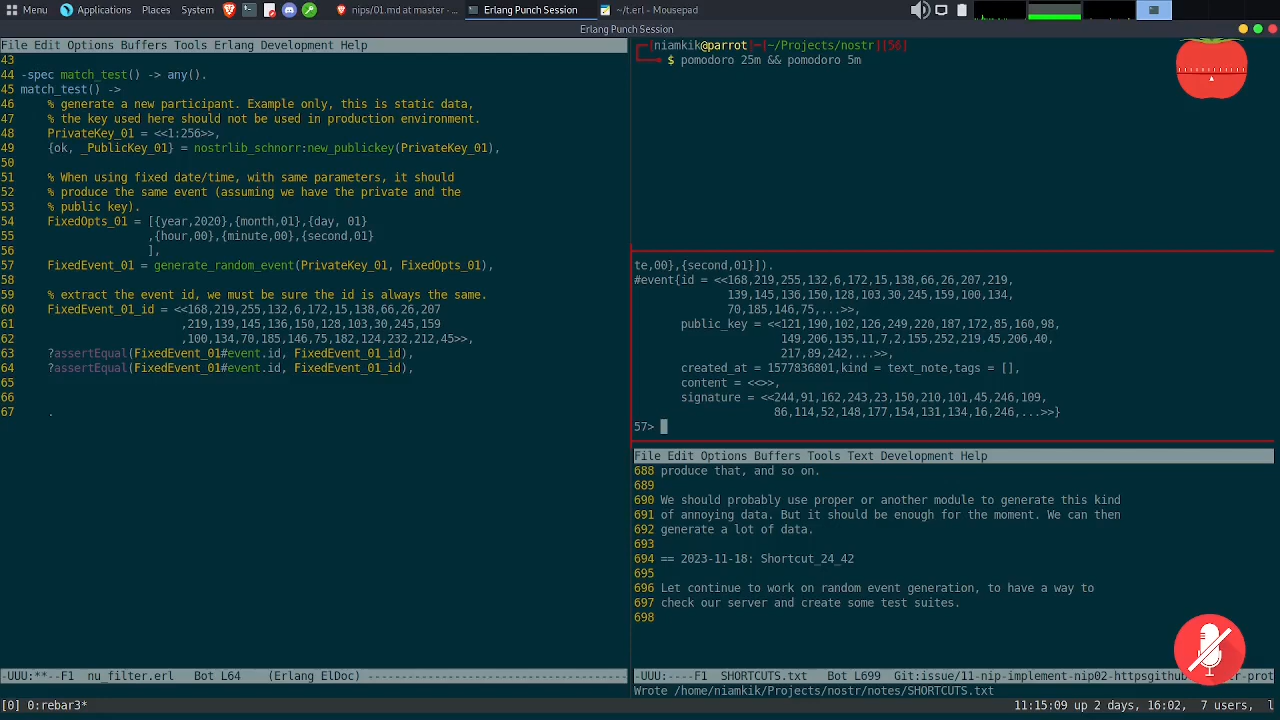 Menu Applications Places System nips/01.md at master - ... Erlang Punch Session ~/t.erl - Mousepad
Erlang Punch Session
File Edit Options Buffers Tools Erlang Development Help
43
44 -spec match_test() -> any().
45 match_test() ->
46     % generate a new participant. Example only, this is static data,
47     % the key used here should not be used in production environment.
48     PrivateKey_01 = <<1:256>>,
49     {ok, _PublicKey_01} = nostrlib_schnorr:new_publickey(PrivateKey_01),
50
51     % When using fixed date/time, with same parameters, it should
52     % produce the same event (assuming we have the private and the
53     % public key).
54     FixedOpts_01 = [{year,2020},{month,01},{day, 01}
55                    ,{hour,00},{minute,00},{second,01}
56                    ],
57     FixedEvent_01 = generate_random_event(PrivateKey_01, FixedOpts_01),
58
59     % extract the event id, we must be sure the id is always the same.
60     FixedEvent_01_id = <<168,219,255,132,6,172,15,138,66,26,207
61                         ,219,139,145,136,150,128,103,30,245,159
62                         ,100,134,70,185,146,75,182,124,232,212,45>>,
63     ?assertEqual(FixedEvent_01#event.id, FixedEvent_01_id),
64     ?assertEqual(FixedEvent_01#event.id, FixedEvent_01_id),
65
66
67     .
-UUU:**--F1  nu_filter.erl   Bot L64    (Erlang ElDoc) ---------------------------------------
[niamkik@parrot]-[~/Projects/nostr][56]
$ pomodoro 25m && pomodoro 5m
te,00},{second,01}]).
#event{id = <<168,219,255,132,6,172,15,138,66,26,207,219,
              139,145,136,150,128,103,30,245,159,100,134,
              70,185,146,75,...>>,
       public_key = <<121,190,102,126,249,220,187,172,85,160,98,
                      149,206,135,11,7,2,155,252,219,45,206,40,
                      217,89,242,...>>,
       created_at = 1577836801,kind = text_note,tags = [],
       content = <<>>,
       signature = <<244,91,162,243,23,150,210,101,45,246,109,
                     86,114,52,148,177,154,131,134,16,246,...>>}
57>
File Edit Options Buffers Tools Text Development Help
688 produce that, and so on.
689
690 We should probably use proper or another module to generate this kind
691 of annoying data. But it should be enough for the moment. We can then
692 generate a lot of data.
693
694 == 2023-11-18: Shortcut_24_42
695
696 Let continue to work on random event generation, to have a way to
697 check our server and create some test suites.
698
-UUU:----F1  SHORTCUTS.txt   Bot L699   Git:issue/11-nip-implement-nip02-httpsgithub
Wrote /home/niamkik/Projects/nostr/notes/SHORTCUTS.txt
[0] 0:rebar3*
11:15:09 up 2 days, 16:02,  7 users,  l